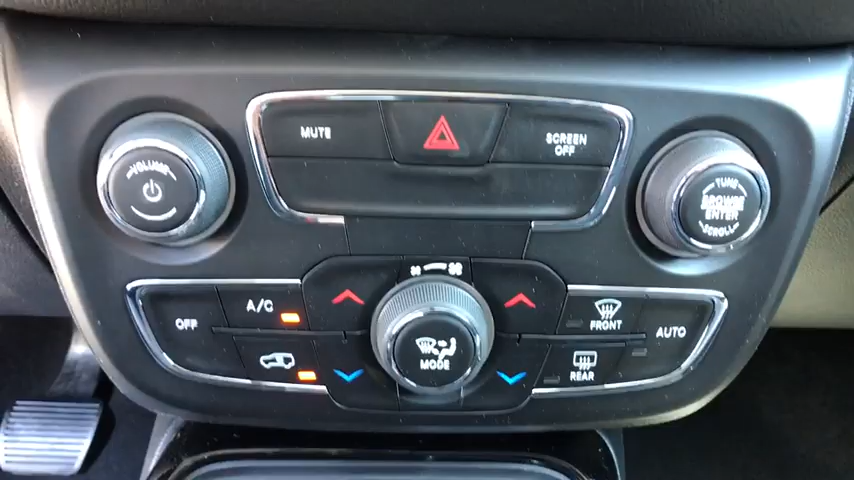 MUTE
SCREEN
OFF
VOLUME
TUNE
BROWSE
ENTER
SCROLL
OFF
A/C
MODE
FRONT
AUTO
REAR